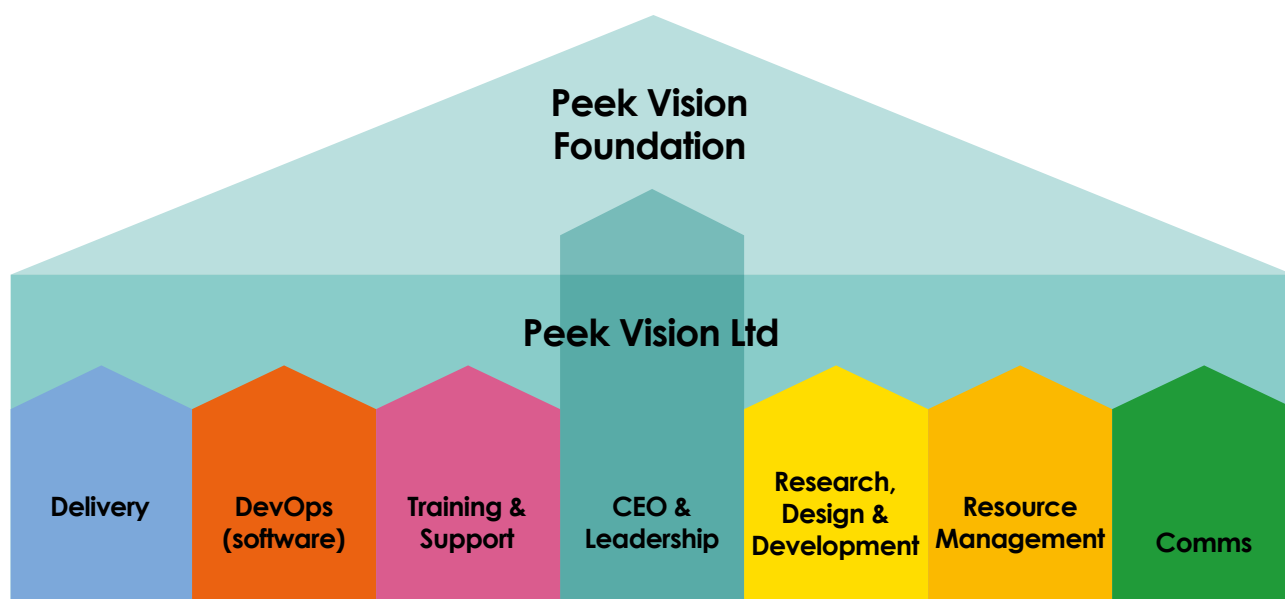 Peek Vision
Foundation
Peek Vision Ltd
Delivery
DevOps
(software)
Training &
Support
CEO &
Leadership
Research,
Design &
Development
Resource
Management
Comms